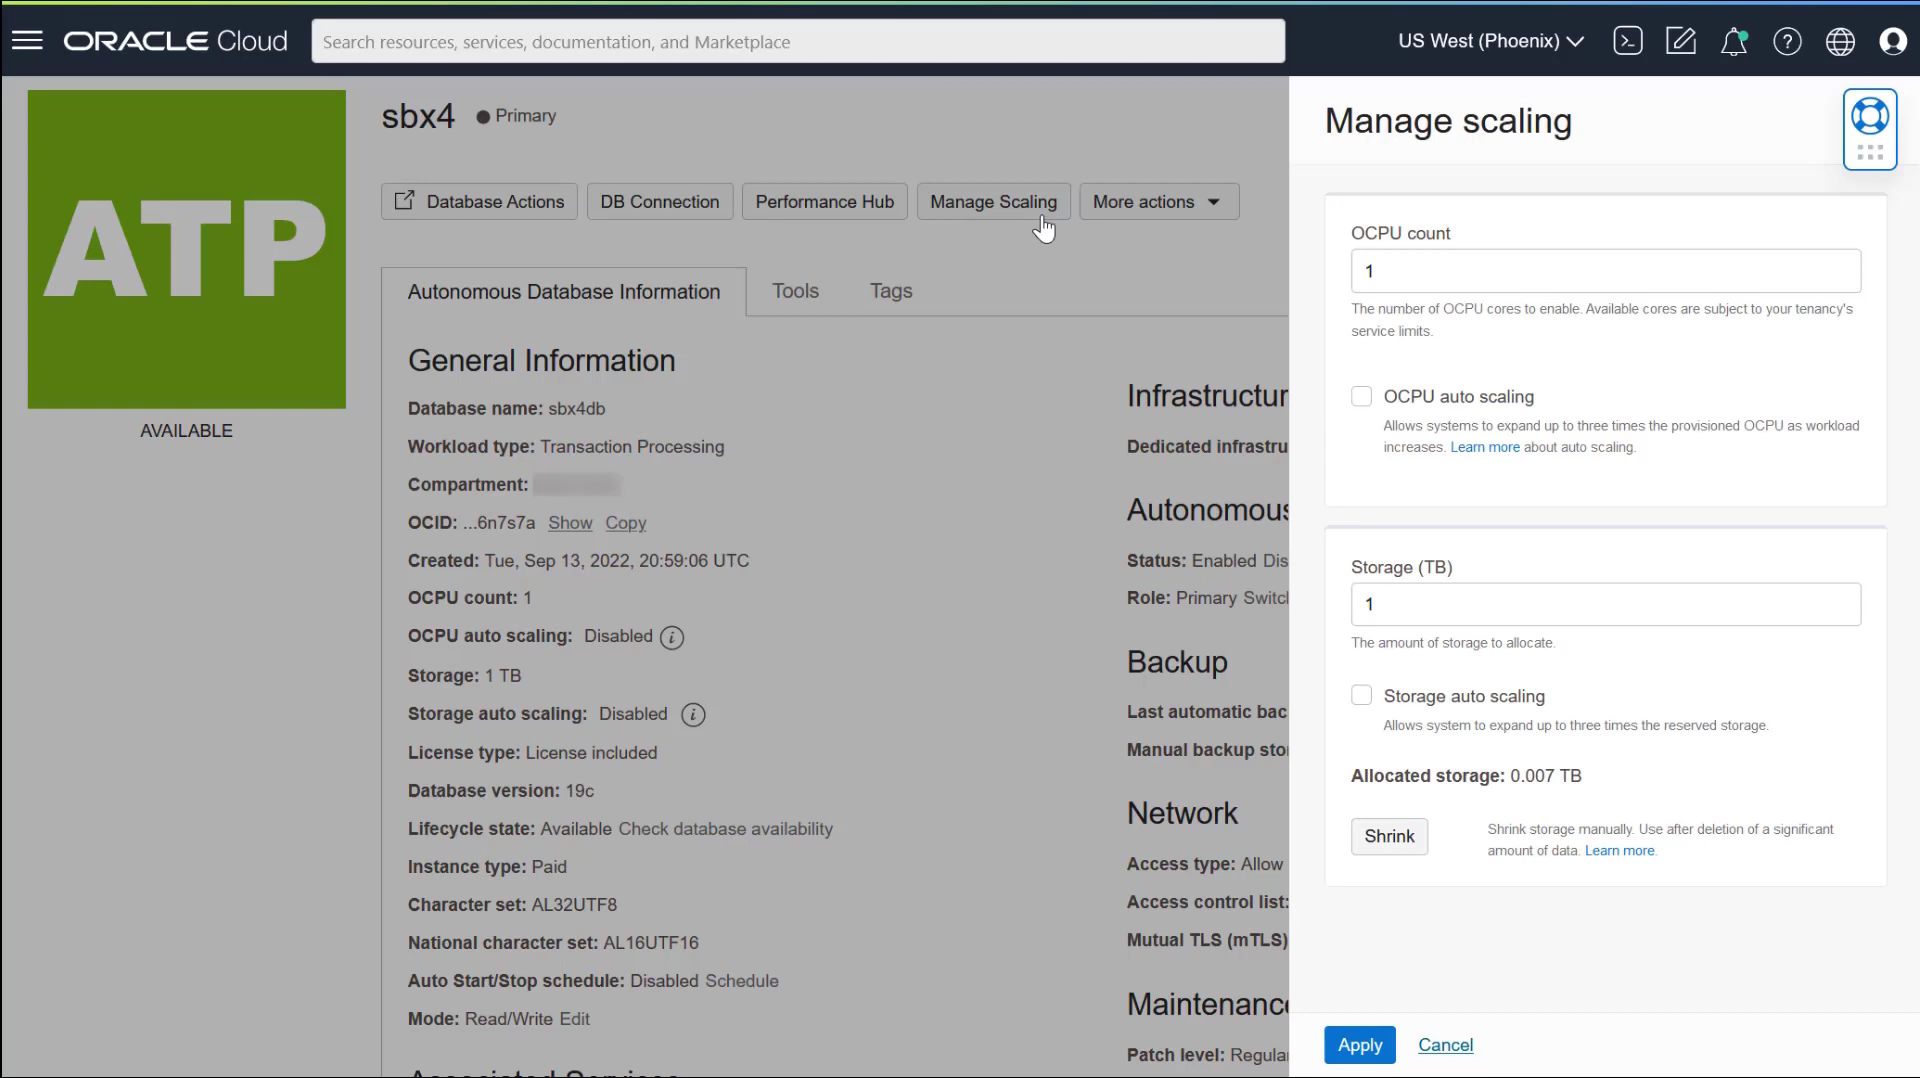 ORACLE Cloud
Search resources, services, documentation, and Marketplace
US West (Phoenix)
ATP
AVAILABLE
sbx4
Primary
Database Actions
DB Connection
Performance Hub
Manage Scaling
More actions
Autonomous Database Information
Tools
Tags
General Information
Database name: sbx4db
Workload type: Transaction Processing
Compartment:
OCID: ...6n7s7a Show Copy
Created: Tue, Sep 13, 2022, 20:59:06 UTC
OCPU count: 1
OCPU auto scaling: Disabled
Storage: 1 TB
Storage auto scaling: Disabled
License type: License included
Database version: 19c
Lifecycle state: Available Check database availability
Instance type: Paid
Character set: AL32UTF8
National character set: AL16UTF16
Auto Start/Stop schedule: Disabled Schedule
Mode: Read/Write Edit
Infrastructur
Dedicated infrastru
Autonomous
Status: Enabled Dis
Role: Primary Switch
Backup
Last automatic bac
Manual backup sto
Network
Access type: Allow
Access control list:
Mutual TLS (mTLS)
Maintenance
Patch level: Regular
Manage scaling
OCPU count
1
The number of OCPU cores to enable. Available cores are subject to your tenancy's
service limits.
OCPU auto scaling
Allows systems to expand up to three times the provisioned OCPU as workload
increases. Learn more about auto scaling.
Storage (TB)
1
The amount of storage to allocate.
Storage auto scaling
Allows system to expand up to three times the reserved storage.
Allocated storage: 0.007 TB
Shrink
Shrink storage manually. Use after deletion of a significant
amount of data. Learn more.
Apply
Cancel